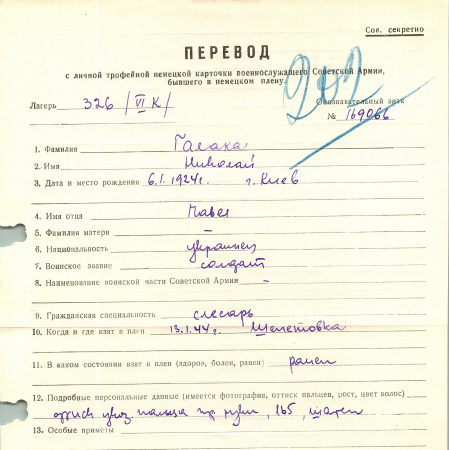 Сов. секретно
ПЕРЕВОД
с личной трофейной немецкой карточки военнослужащего Советской Армии,
бывшего в немецком плену.
Лагерь 326 /VI К/
Опознавательный знак
№ 169066
1. Фамилия Галака
2. Имя Николай
3. Дата и место рождения 6.1.1924г. г. Киев
4. Имя отца Павел
5. Фамилия матери –
6. Национальность украинец
7. Воинское звание солдат
8. Наименование воинской части Советской Армии –
9. Гражданская специальность слесарь
10. Когда и где взят в плен 13.1.44г. Шепетовка
11. В каком состоянии взят в плен (здоров, болен, ранен) ранен
12. Подробные персональные данные (имеется фотография, оттиск пальцев, рост, цвет волос)
оттиск указ. пальца пр. руки, 165, шатен
13. Особые приметы